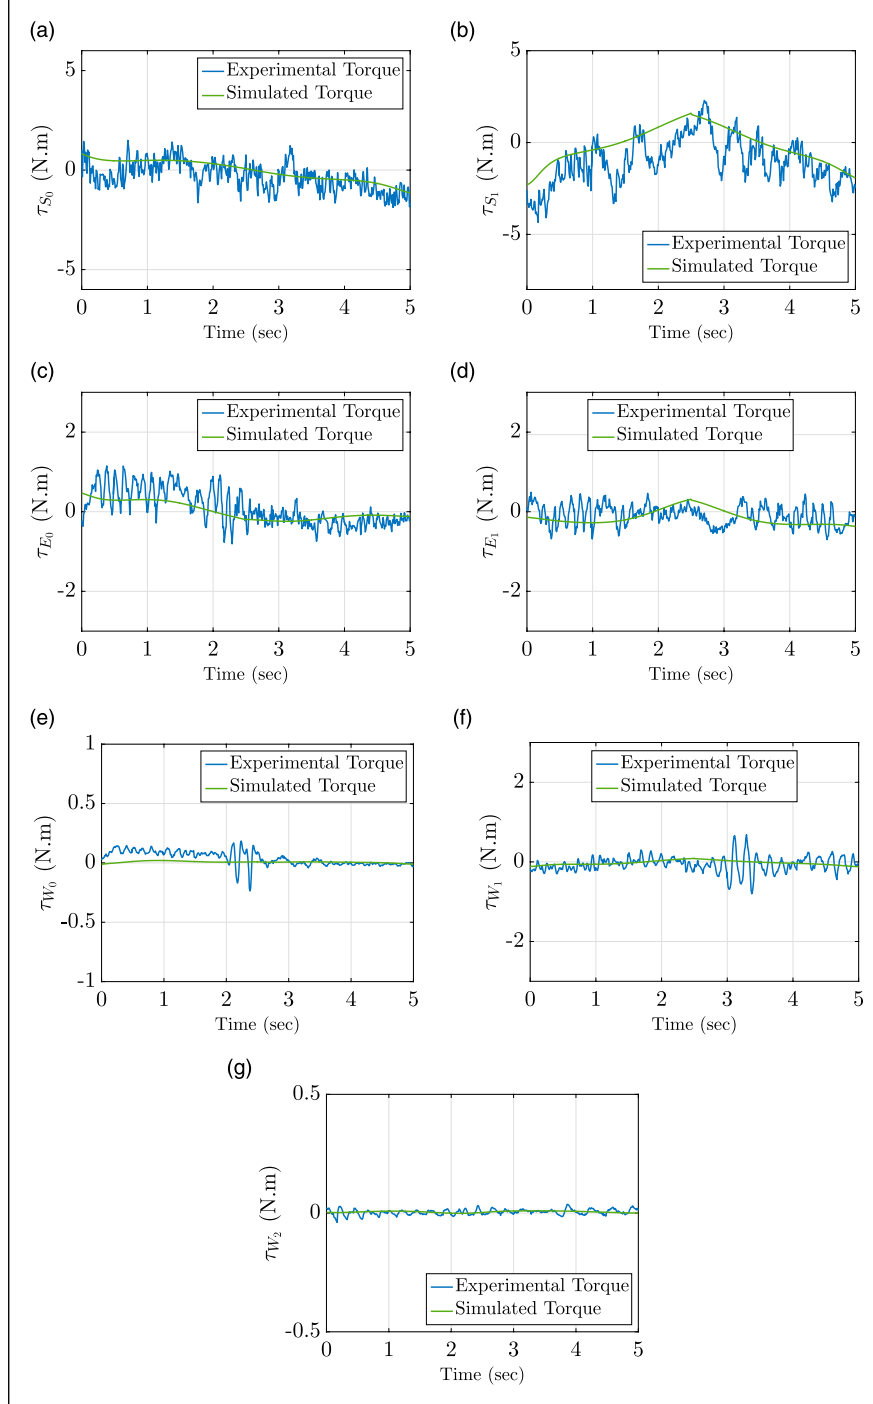 (a)
5
0
-5
τS0 (N.m)
Experimental Torque
Simulated Torque
0 1 2 3 4 5
Time (sec)
(b)
5
0
-5
τS1 (N.m)
Experimental Torque
Simulated Torque
0 1 2 3 4 5
Time (sec)
(c)
2
0
-2
τE0 (N.m)
Experimental Torque
Simulated Torque
0 1 2 3 4 5
Time (sec)
(d)
2
0
-2
τE1 (N.m)
Experimental Torque
Simulated Torque
0 1 2 3 4 5
Time (sec)
(e)
1
0.5
0
-0.5
-1
τW0 (N.m)
Experimental Torque
Simulated Torque
0 1 2 3 4 5
Time (sec)
(f)
2
0
-2
τW1 (N.m)
Experimental Torque
Simulated Torque
0 1 2 3 4 5
Time (sec)
(g)
0.5
0
-0.5
τW2 (N.m)
Experimental Torque
Simulated Torque
0 1 2 3 4 5
Time (sec)